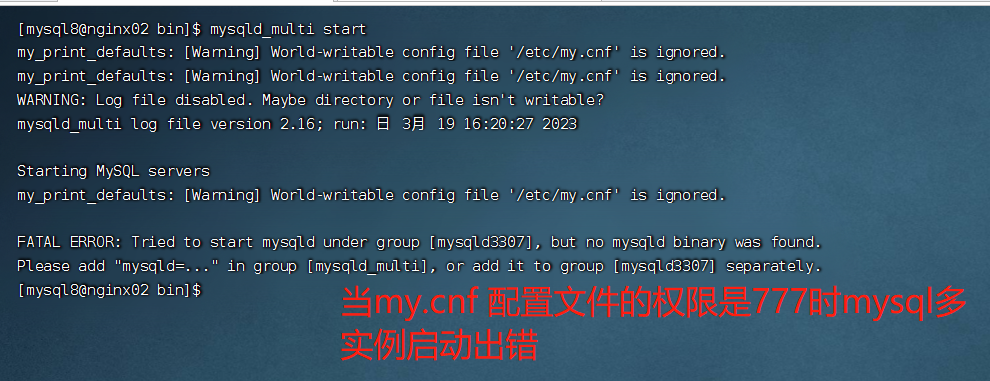 [mysql8@nginx02 bin]$ mysqld_multi start
my_print_defaults: [Warning] World-writable config file '/etc/my.cnf' is ignored.
my_print_defaults: [Warning] World-writable config file '/etc/my.cnf' is ignored.
WARNING: Log file disabled. Maybe directory or file isn't writable?
mysqld_multi log file version 2.16; run: 日 3月 19 16:20:27 2023
Starting MySQL servers
my_print_defaults: [Warning] World-writable config file '/etc/my.cnf' is ignored.
FATAL ERROR: Tried to start mysqld under group [mysqld3307], but no mysqld binary was found.
Please add "mysqld=..." in group [mysqld_multi], or add it to group [mysqld3307] separately.
[mysql8@nginx02 bin]$
当my.cnf 配置文件的权限是777时mysql多
实例启动出错